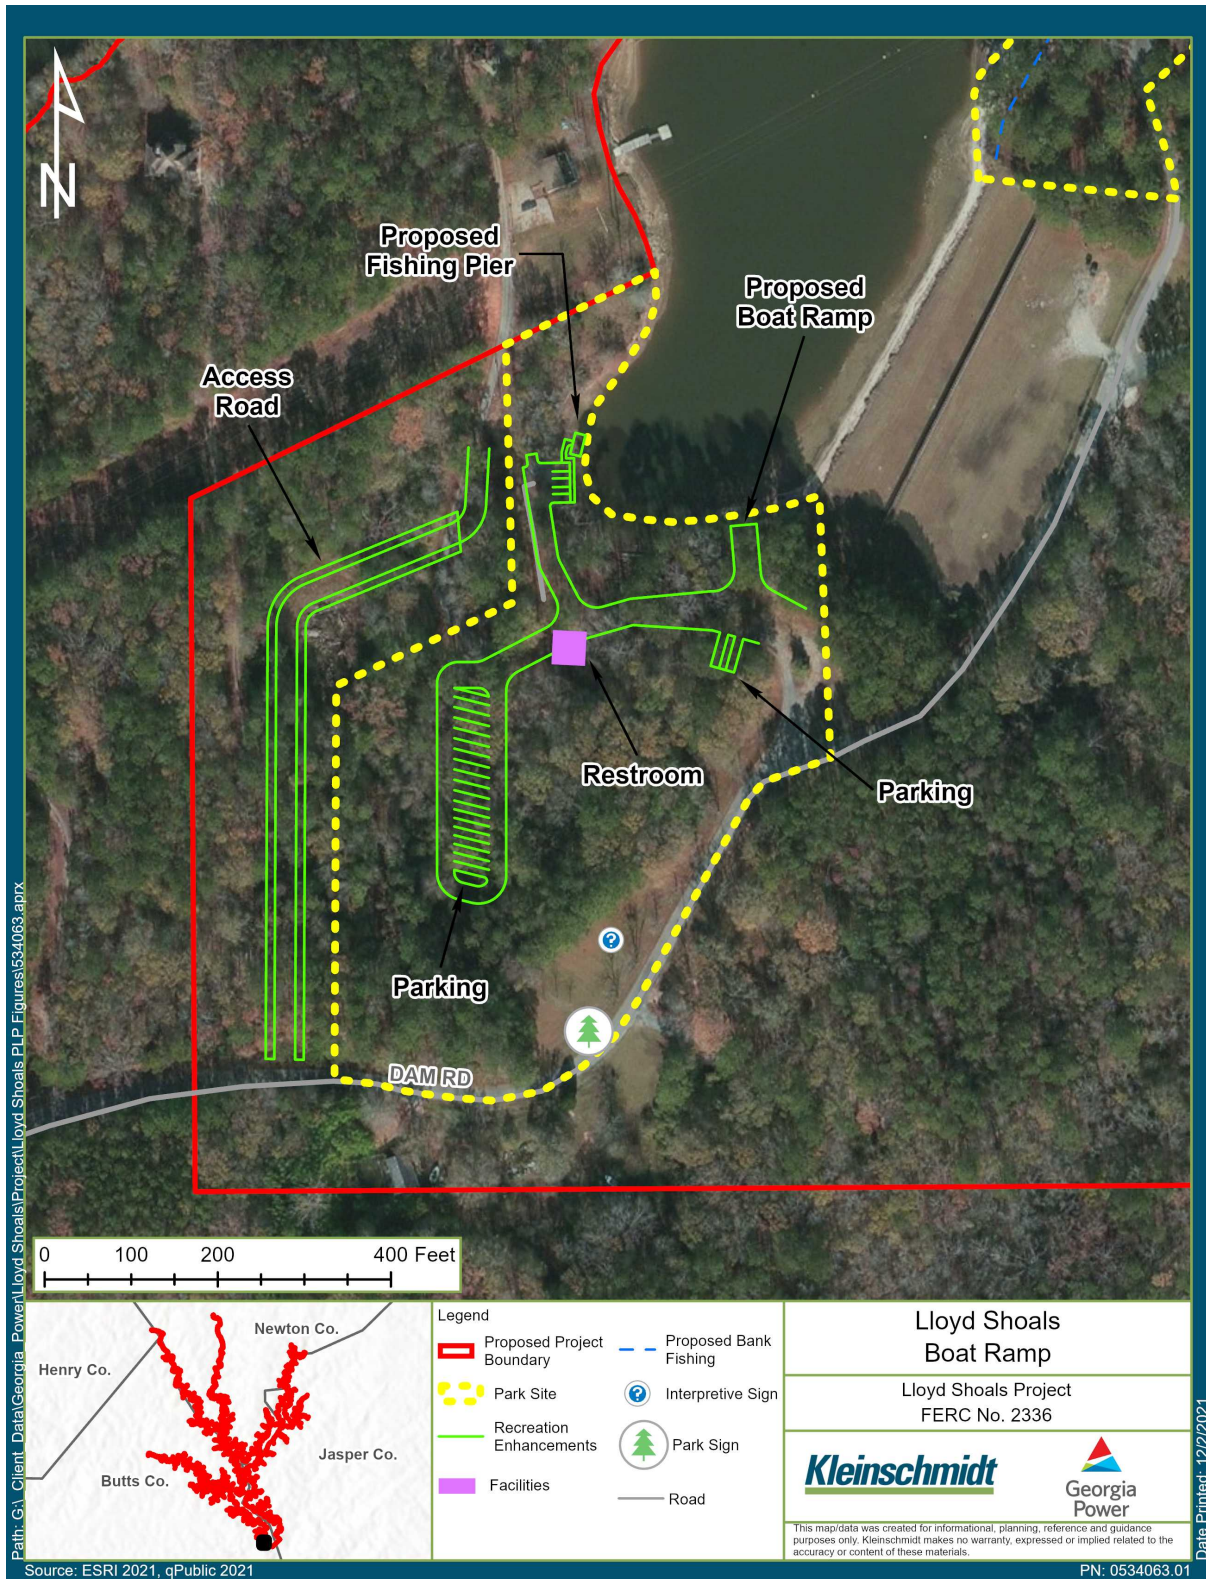 N
Proposed
Fishing Pier
Proposed
Boat Ramp
Access
Road
Restroom
Parking
Parking
DAM RD
0 100 200 400 Feet
Newton Co.
Henry Co.
Jasper Co.
Butts Co.
Legend
Proposed Project
Boundary
Park Site
Recreation
Enhancements
Facilities
Proposed Bank
Fishing
Interpretive Sign
Park Sign
Road
Lloyd Shoals
Boat Ramp
Lloyd Shoals Project
FERC No. 2336
Kleinschmidt
Georgia
Power
This map/data was created for informational, planning, reference and guidance
purposes only. Kleinschmidt makes no warranty, expressed or implied related to the
accuracy or content of these materials.
Path: G:\_Client_Data\Georgia_Power\Lloyd Shoals\Project\Lloyd Shoals PLP Figures\534063.aprx
Date Printed: 12/2/2021
Source: ESRI 2021, qPublic 2021
PN: 0534063.01